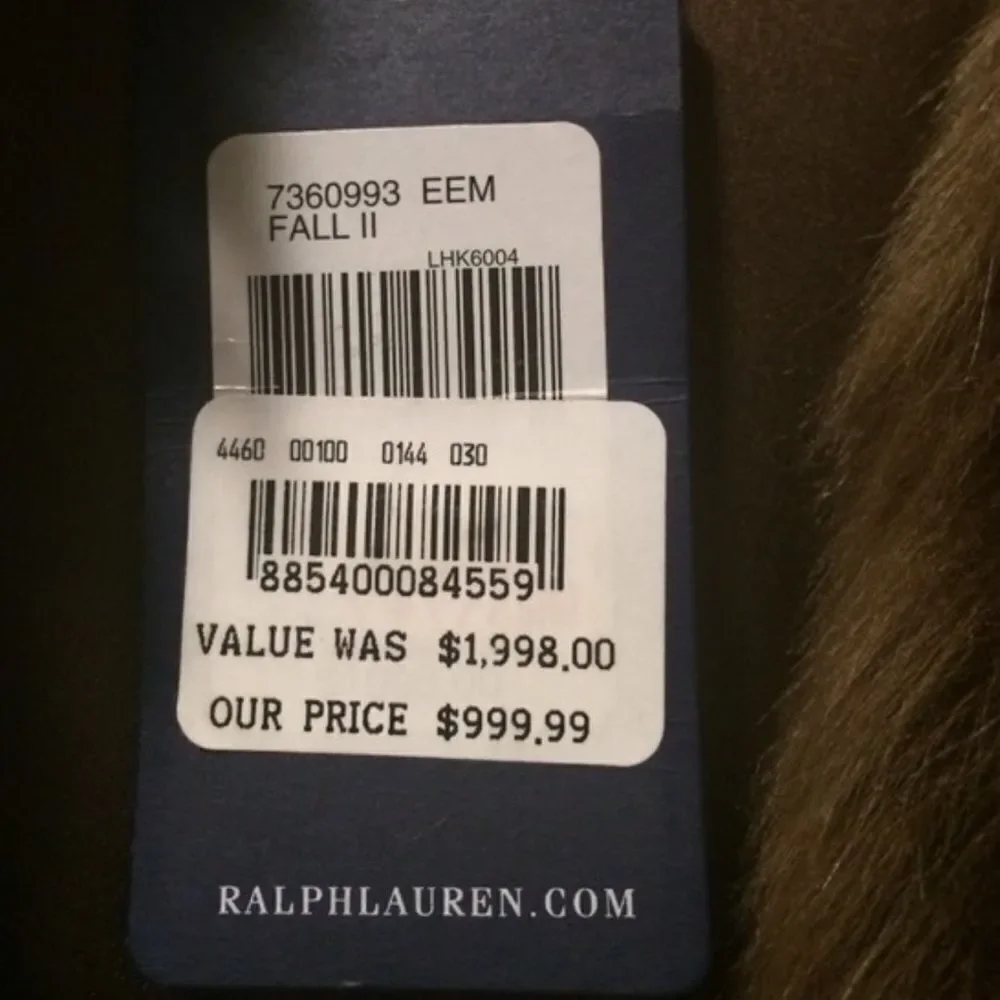 7360993 EEM
FALL II
LHK6004
4460 00100 0144 030
885400084559
VALUE WAS $1,998.00
OUR PRICE $999.99
RALPHLAUREN.COM